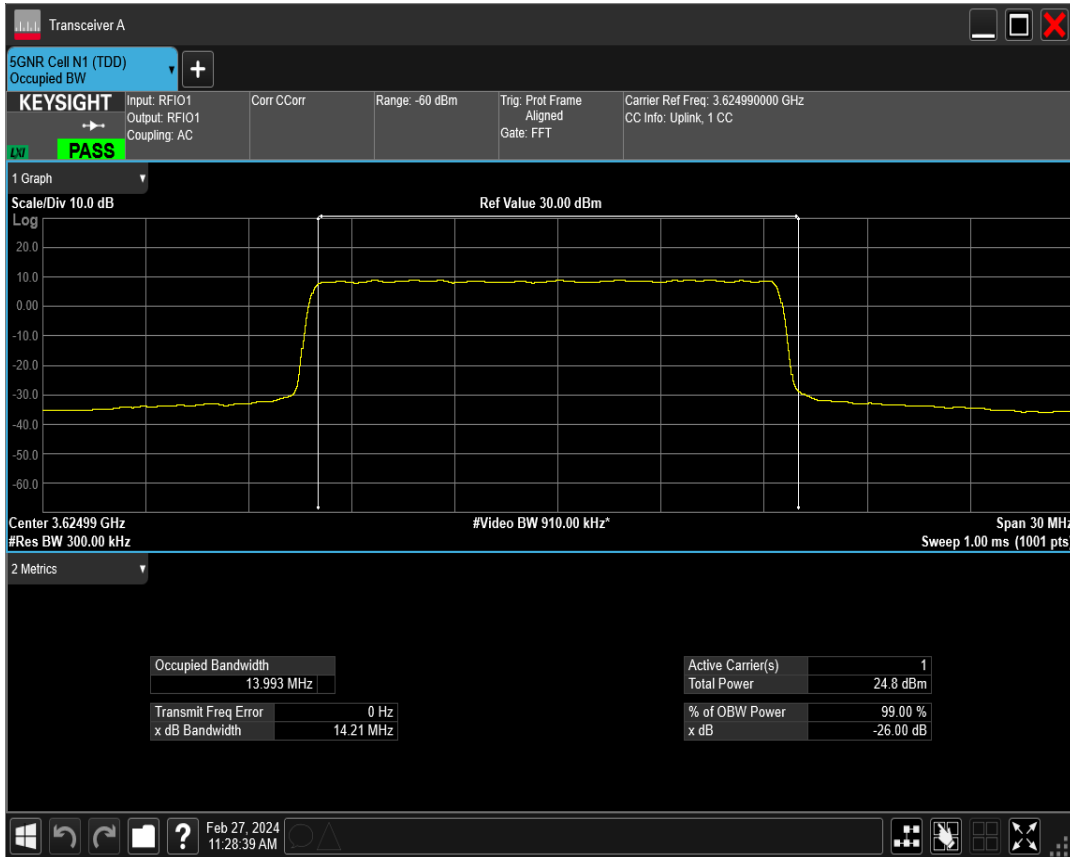 Transceiver A
5GNR Cell N1 (TDD)
Occupied BW
+
KEYSIGHT
LXI
PASS
Input: RFIO1
Output: RFIO1
Coupling: AC
Corr CCorr
Range: -60 dBm
Trig: Prot Frame
Aligned
Gate: FFT
Carrier Ref Freq: 3.624990000 GHz
CC Info: Uplink, 1 CC
1 Graph
Scale/Div 10.0 dB
Ref Value 30.00 dBm
Log
20.0
10.0
0.00
-10.0
-20.0
-30.0
-40.0
-50.0
-60.0
Center 3.62499 GHz
#Video BW 910.00 kHz*
Span 30 MHz
#Res BW 300.00 kHz
Sweep 1.00 ms (1001 pts)
2 Metrics
Occupied Bandwidth
13.993 MHz
Transmit Freq Error 0 Hz
x dB Bandwidth 14.21 MHz
Active Carrier(s) 1
Total Power 24.8 dBm
% of OBW Power 99.00 %
x dB -26.00 dB
?
Feb 27, 2024
11:28:39 AM